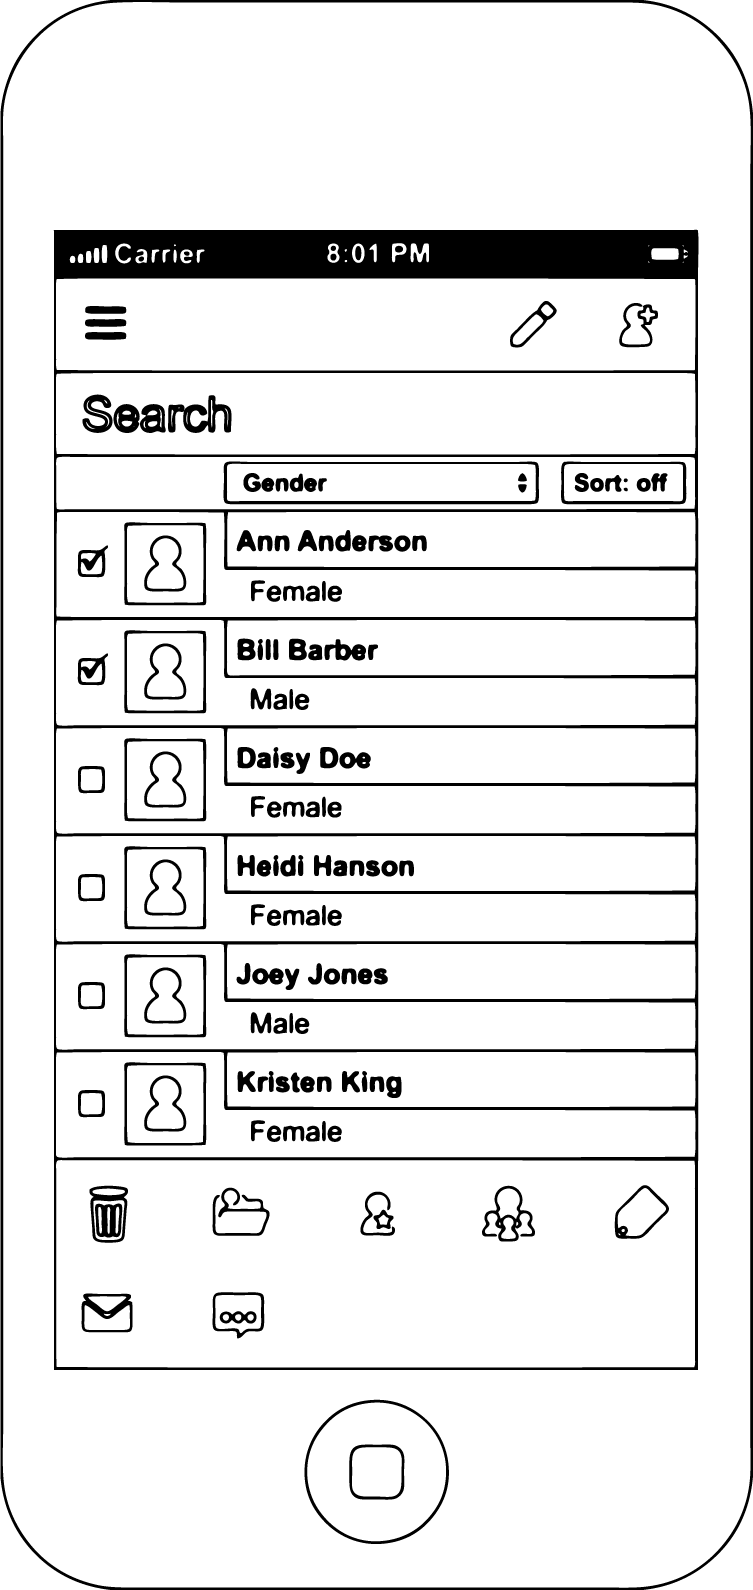 Carrier 8:01 PM
Search
Gender Sort: off
Ann Anderson
Female
Bill Barber
Male
Daisy Doe
Female
Heidi Hanson
Female
Joey Jones
Male
Kristen King
Female